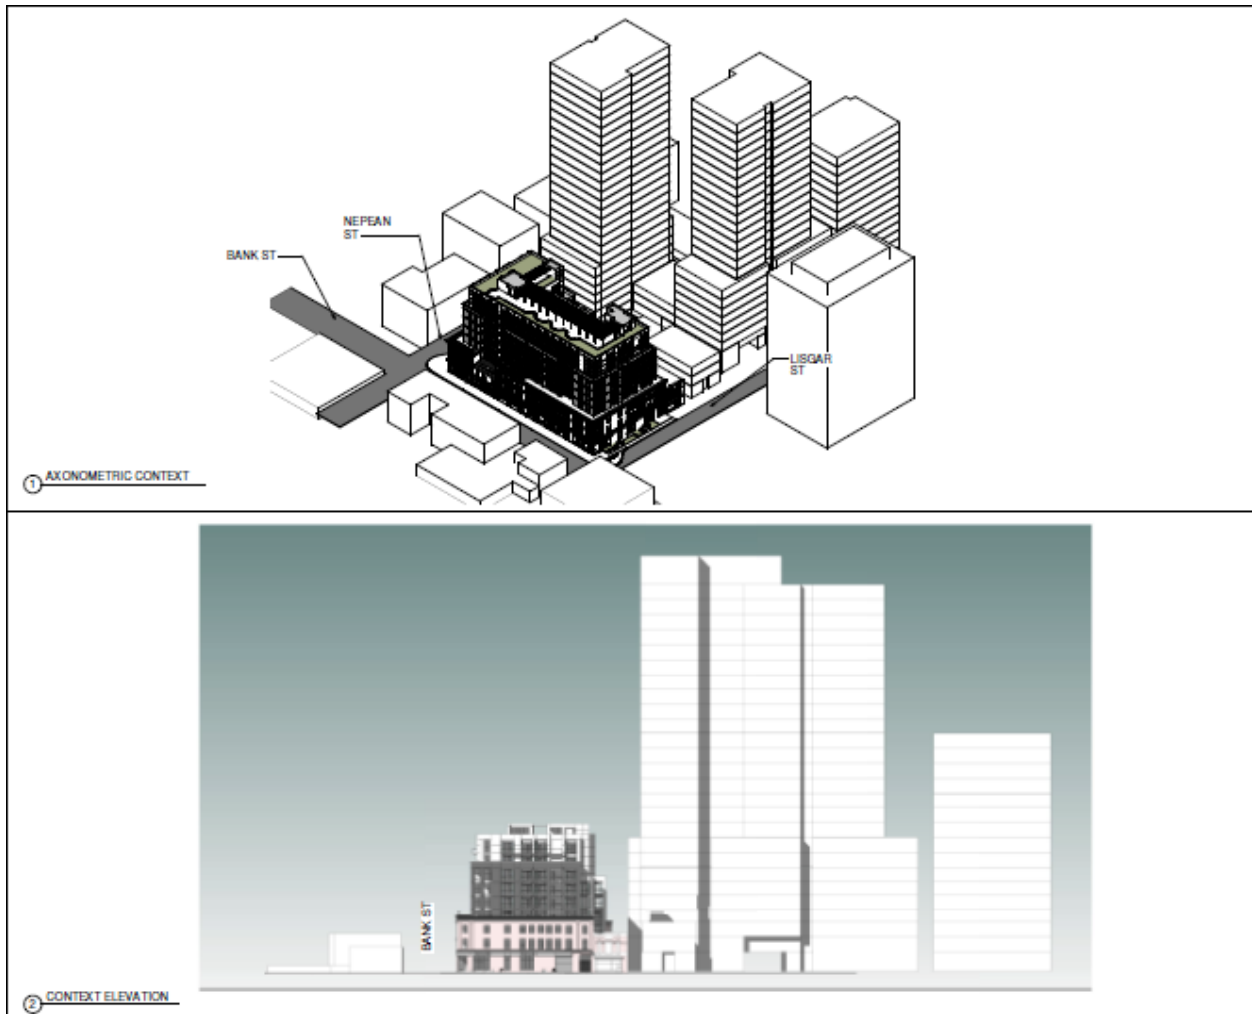 NEPEAN
ST
BANK ST
LISGAR
ST
1 AXONOMETRIC CONTEXT
BANK ST
2 CONTEXT ELEVATION